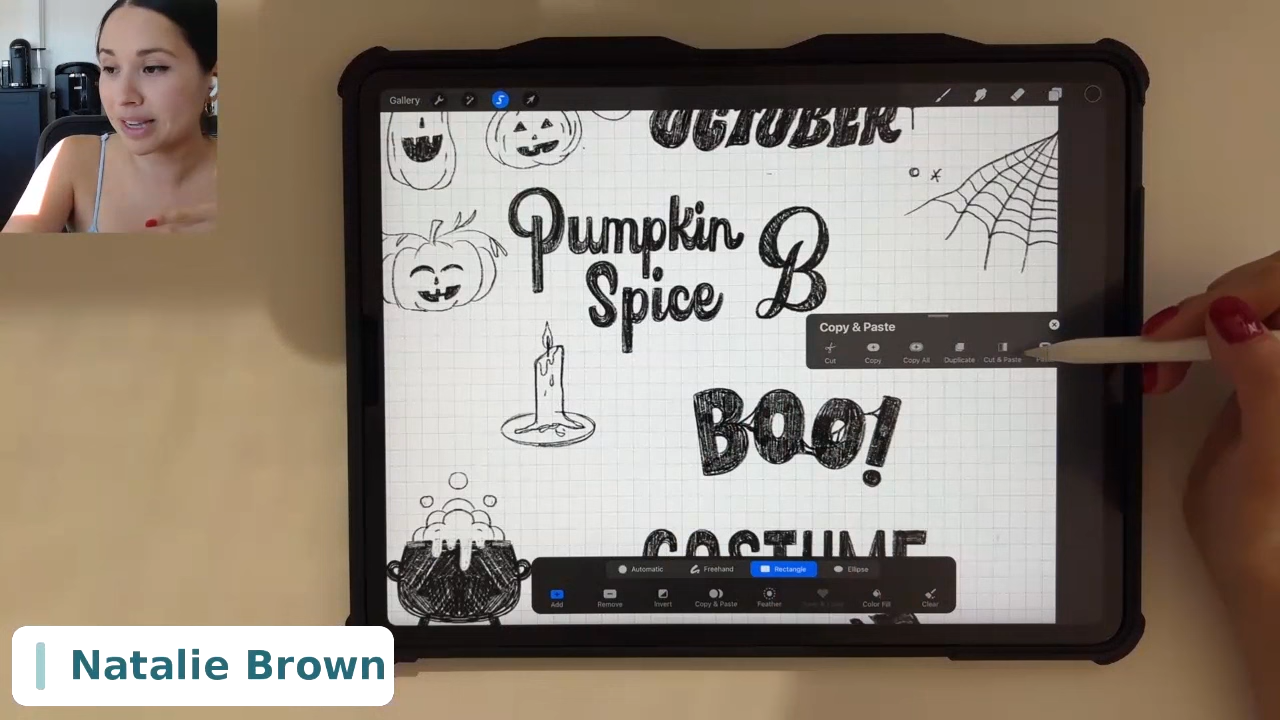 Gallery
OCTOBER
Pumpkin
Spice
B
Copy & Paste
Cut
Copy
Copy All
Duplicate
Cut & Paste
BOO!
COSTUME
Automatic
Freehand
Rectangle
Ellipse
Add
Remove
Invert
Copy & Paste
Feather
Color Fill
Clear
Natalie Brown